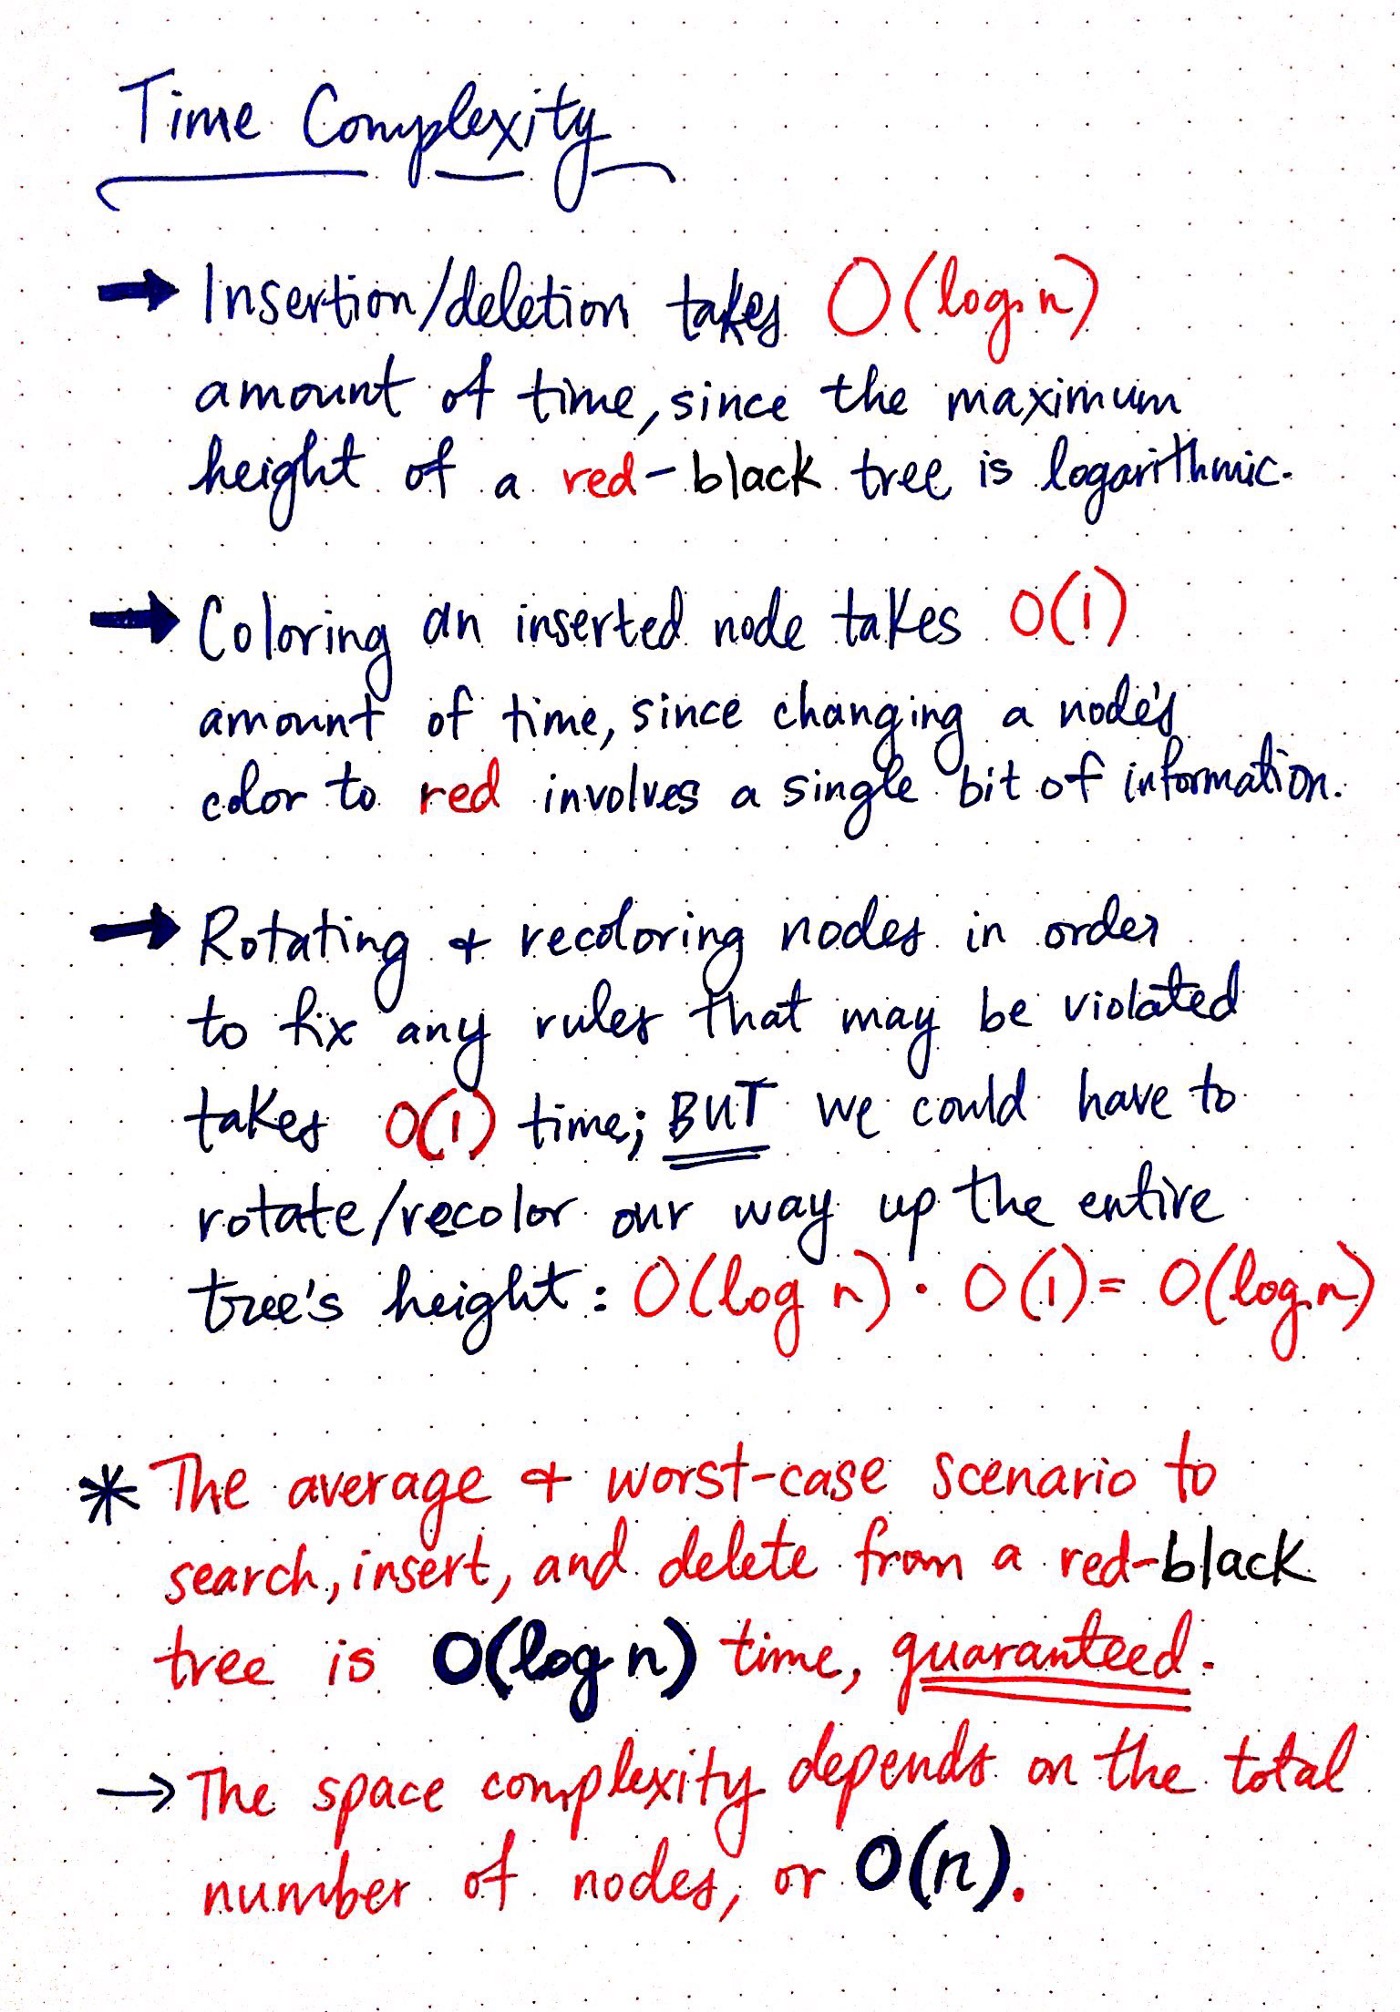 Time Complexity
→ Insertion/deletion takes O(log n)
amount of time, since the maximum
height of a red-black tree is logarithmic.
→ Coloring an inserted node takes O(1)
amount of time, since changing a node's
color to red involves a single bit of information.
→ Rotating + recoloring nodes in order
to fix any rules that may be violated
takes O(1) time; BUT we could have to
rotate/recolor our way up the entire
tree's height: O(log n) · O(1) = O(log n)
* The average + worst-case scenario to
search, insert, and delete from a red-black
tree is O(log n) time, guaranteed.
→ The space complexity depends on the total
number of nodes, or O(n).